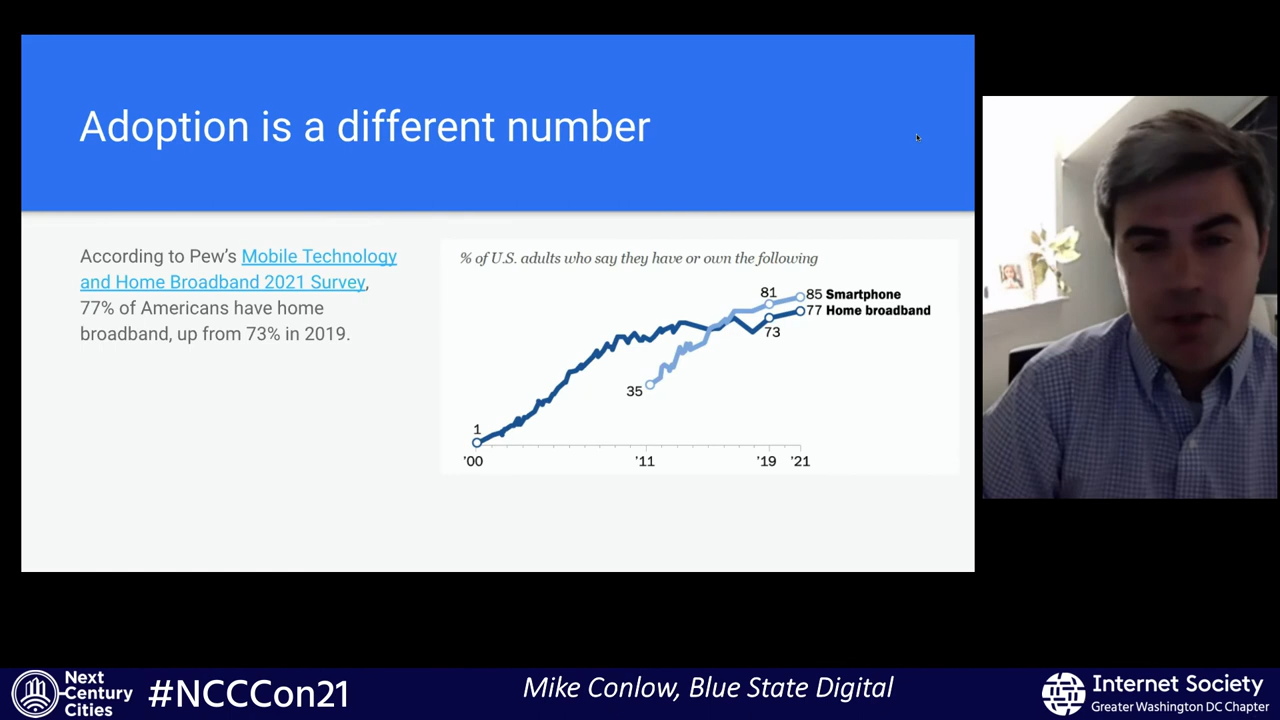 Adoption is a different number
According to Pew's Mobile Technology
and Home Broadband 2021 Survey,
77% of Americans have home
broadband, up from 73% in 2019.
% of U.S. adults who say they have or own the following
81
85 Smartphone
77 Home broadband
73
35
1
'00
'11
'19
'21
Next
Century
Cities
#NCCCon21
Mike Conlow, Blue State Digital
Internet Society
Greater Washington DC Chapter